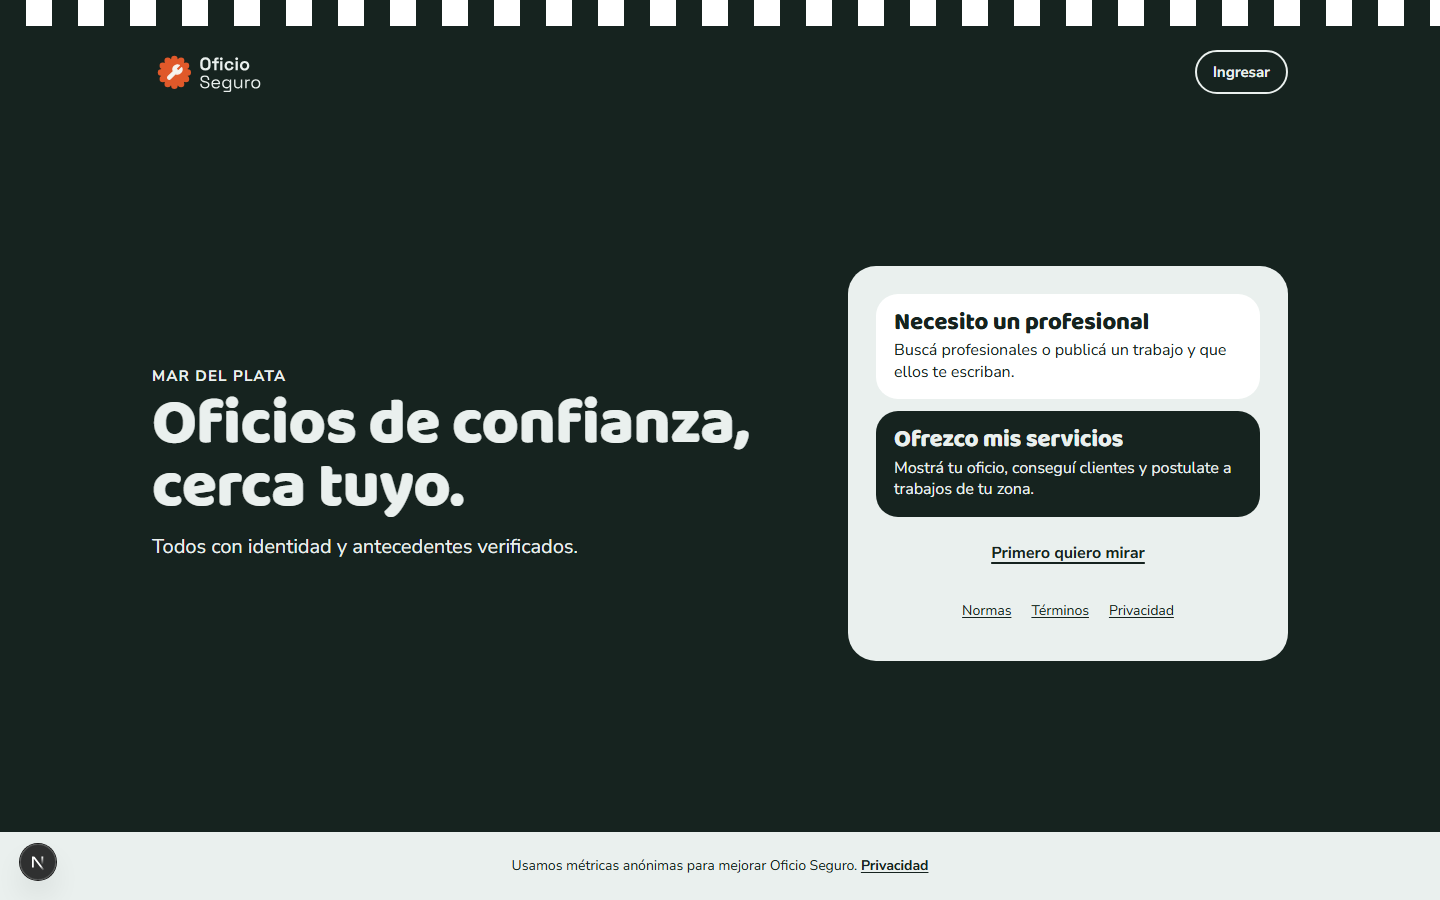 Oficio
Seguro
Ingresar
MAR DEL PLATA
Oficios de confianza,
cerca tuyo.
Todos con identidad y antecedentes verificados.
Necesito un profesional
Buscá profesionales o publicá un trabajo y que
ellos te escriban.
Ofrezco mis servicios
Mostrá tu oficio, conseguí clientes y postulate a
trabajos de tu zona.
Primero quiero mirar
Normas Términos Privacidad
N
Usamos métricas anónimas para mejorar Oficio Seguro. Privacidad